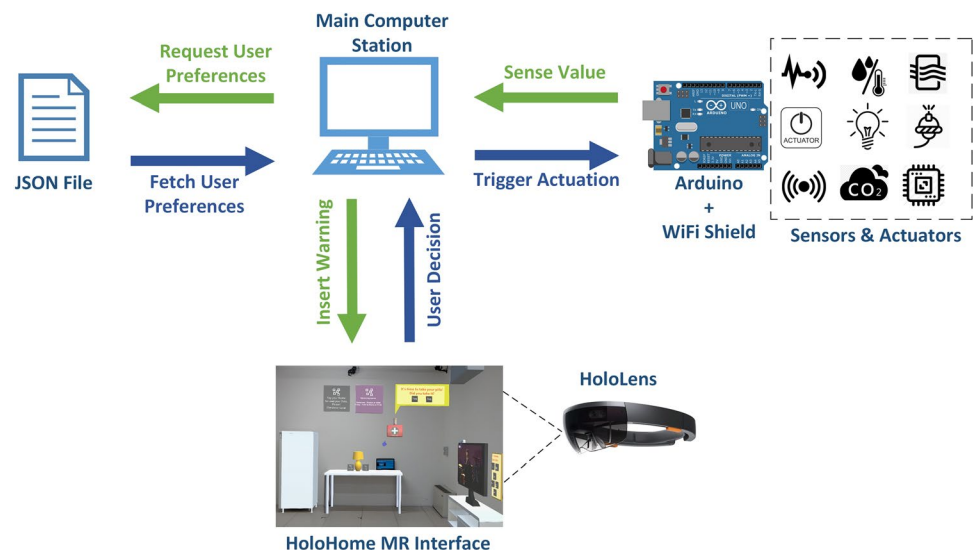 Main Computer
Station
Request User
Preferences
Sense Value
JSON File
Fetch User
Preferences
Trigger Actuation
UNO
ARDUINO
ACTUATOR
CO2
Arduino
+
WiFi Shield
Sensors & Actuators
Insert Warning
User Decision
HoloLens
HoloHome MR Interface